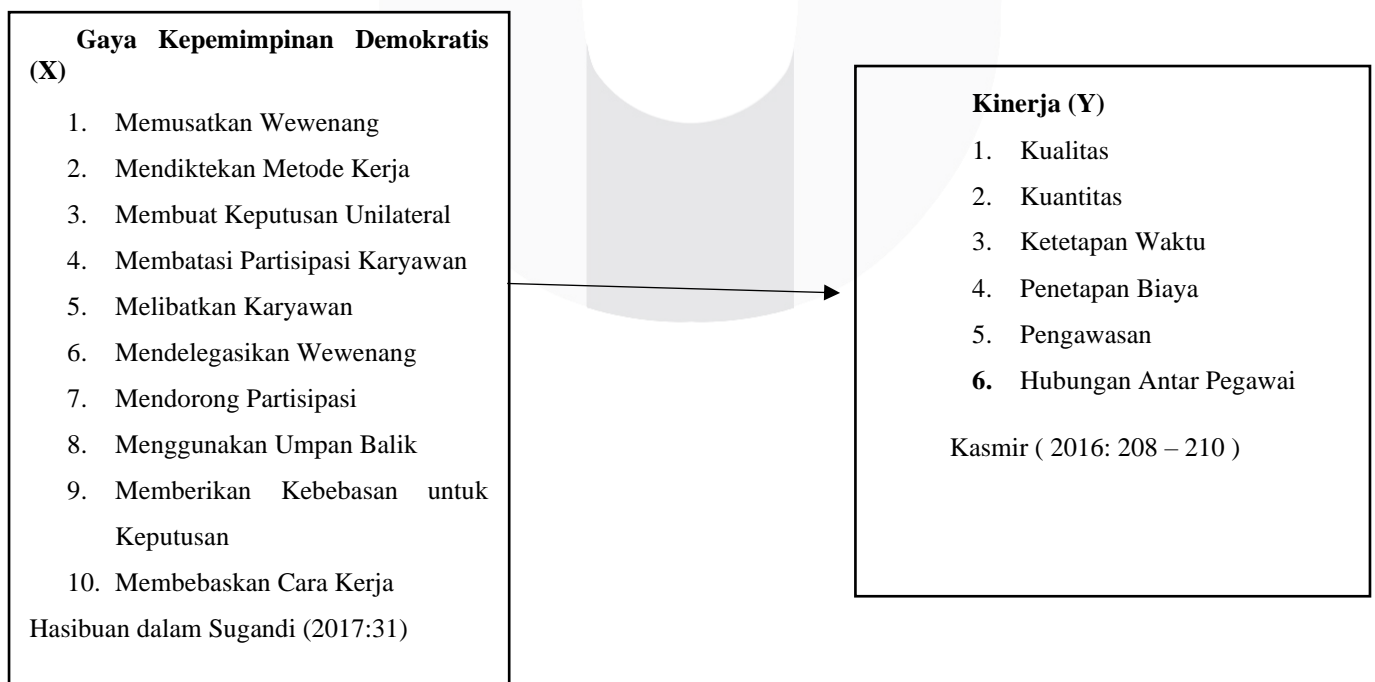 Gaya Kepemimpinan Demokratis
(X)
1. Memusatkan Wewenang
2. Mendiktekan Metode Kerja
3. Membuat Keputusan Unilateral
4. Membatasi Partisipasi Karyawan
5. Melibatkan Karyawan
6. Mendelegasikan Wewenang
7. Mendorong Partisipasi
8. Menggunakan Umpan Balik
9. Memberikan Kebebasan untuk
Keputusan
10. Membebaskan Cara Kerja
Hasibuan dalam Sugandi (2017:31)
Kinerja (Y)
1. Kualitas
2. Kuantitas
3. Ketetapan Waktu
4. Penetapan Biaya
5. Pengawasan
6. Hubungan Antar Pegawai
Kasmir ( 2016: 208 – 210 )